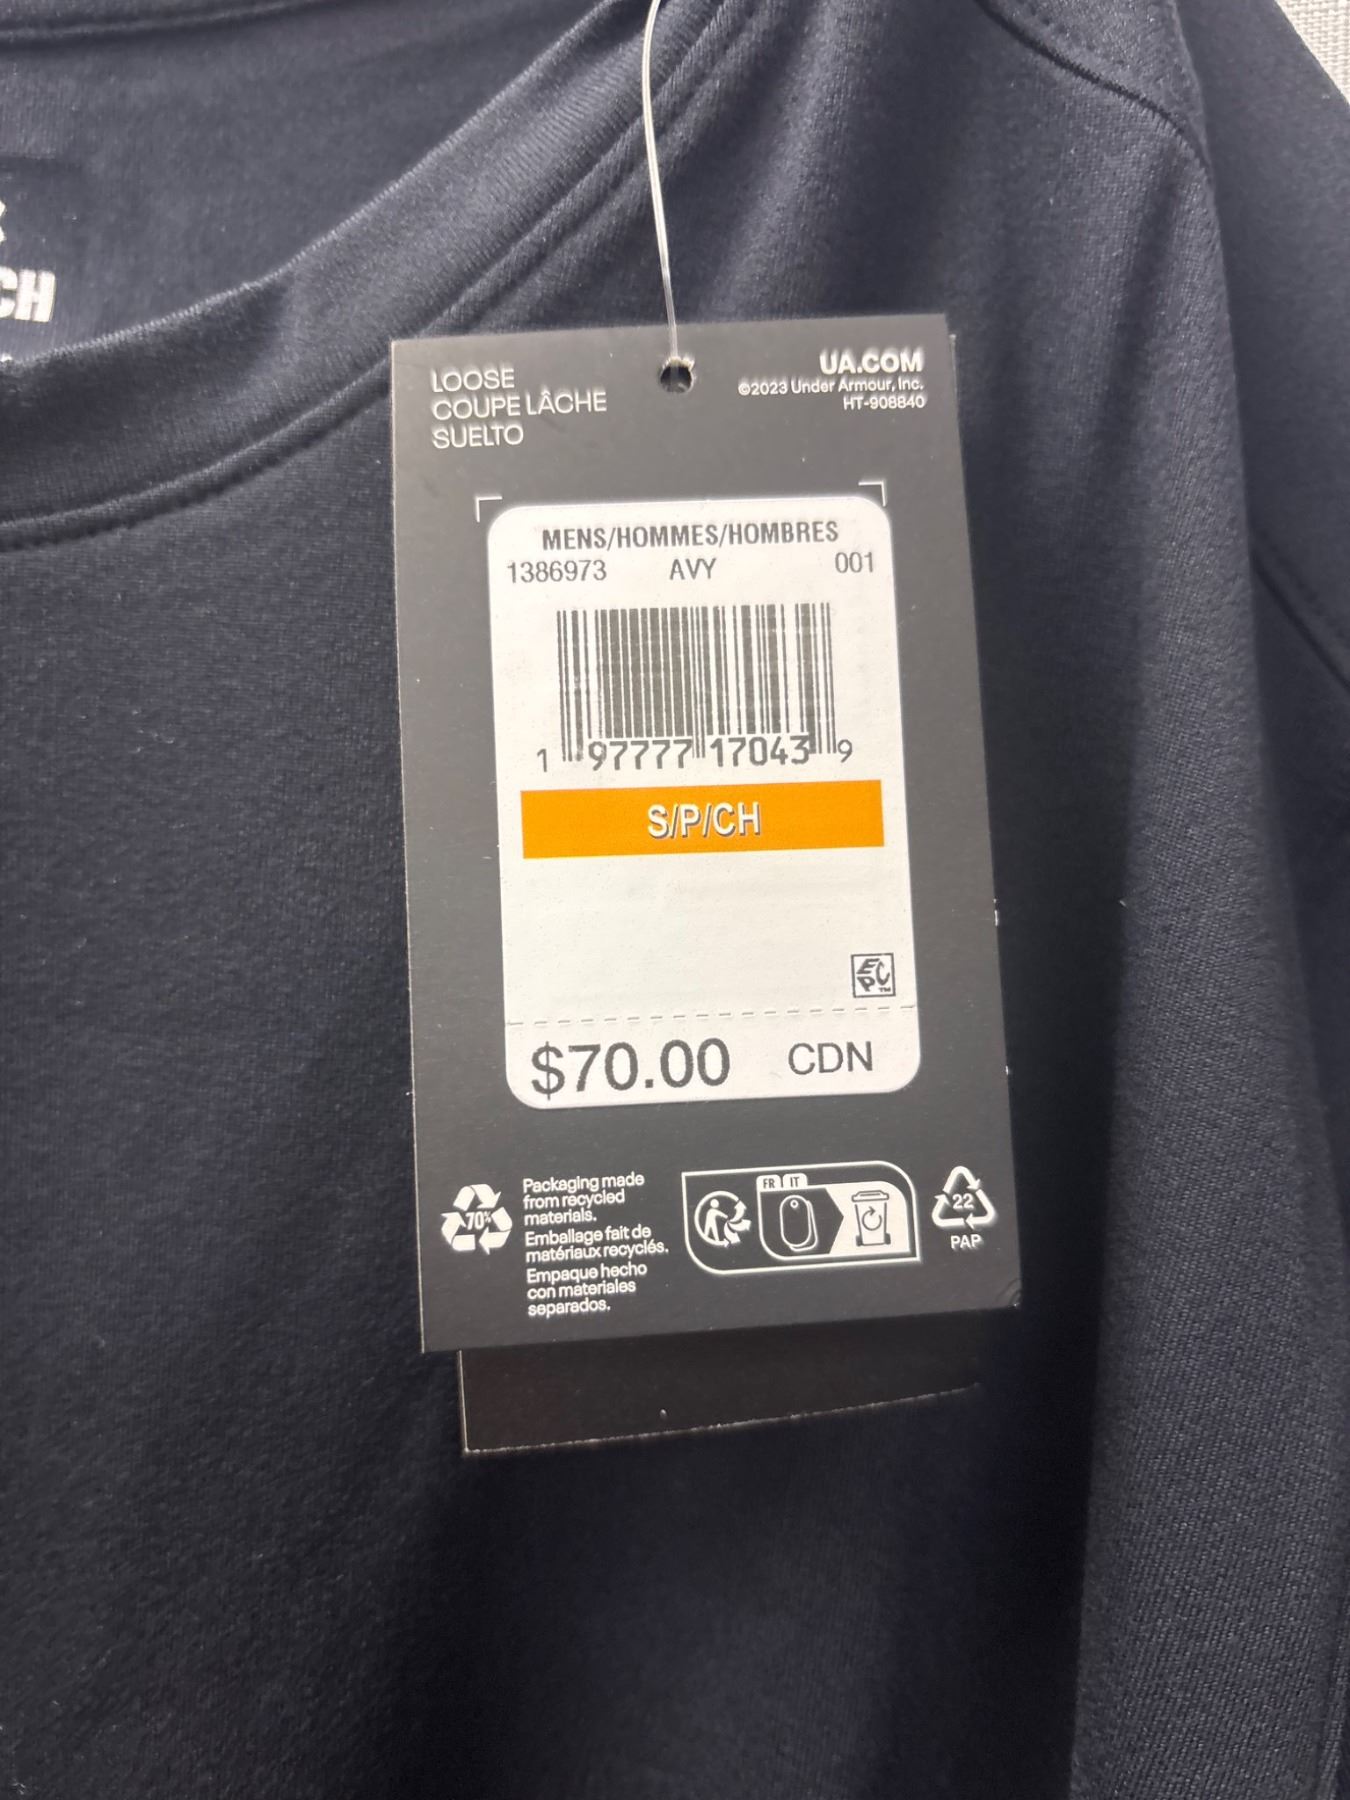 CH
LOOSE
COUPE LÂCHE
SUELTO
UA.COM
©2023 Under Armour, Inc.
HT-908840
MENS/HOMMES/HOMBRES
1386973 AVY 001
1 97777 17043 9
S/P/CH
EPC™
$70.00 CDN
70%
Packaging made
from recycled
materials.
Emballage fait de
matériaux recyclés.
Empaque hecho
con materiales
separados.
FR IT
22
PAP